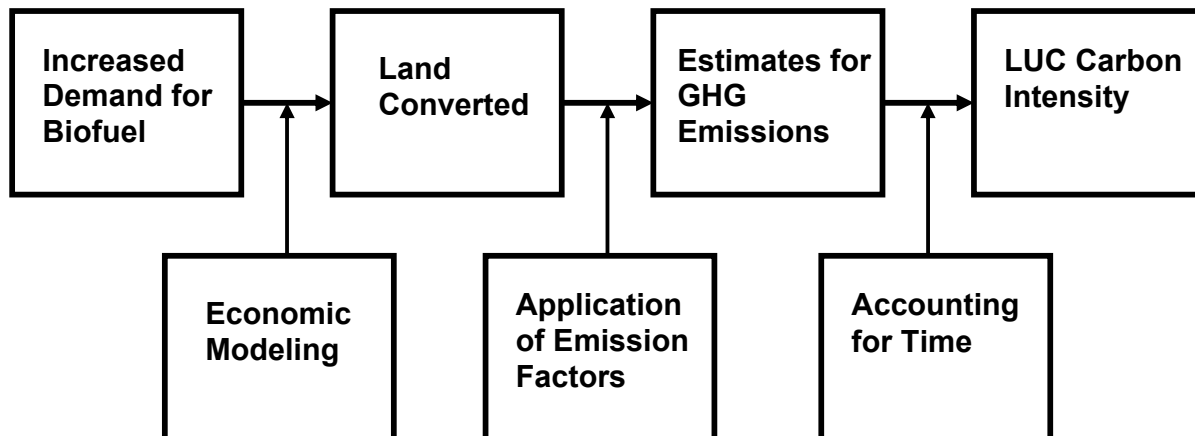 Increased
Demand for
Biofuel
Land
Converted
Estimates for
GHG
Emissions
LUC Carbon
Intensity
Economic
Modeling
Application
of Emission
Factors
Accounting
for Time